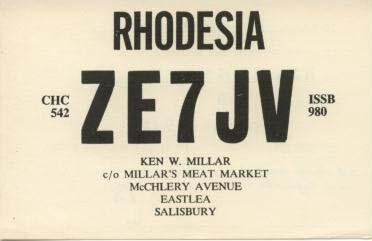 RHODESIA
CHC 542 ZE7JV ISSB 980
KEN W. MILLAR
c/o MILLAR'S MEAT MARKET
McCHLERY AVENUE
EASTLEA
SALISBURY